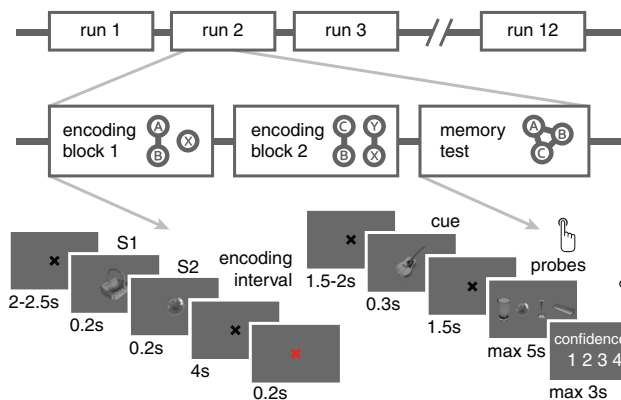 run 1
run 2
run 3
run 12
encoding
block 1
A
B
X
encoding
block 2
C
B
Y
X
memory
test
A
B
C
S1
S2
encoding
interval
2-2.5s
0.2s
0.2s
4s
0.2s
cue
probes
1.5-2s
0.3s
1.5s
max 5s
confidence
1 2 3 4
max 3s